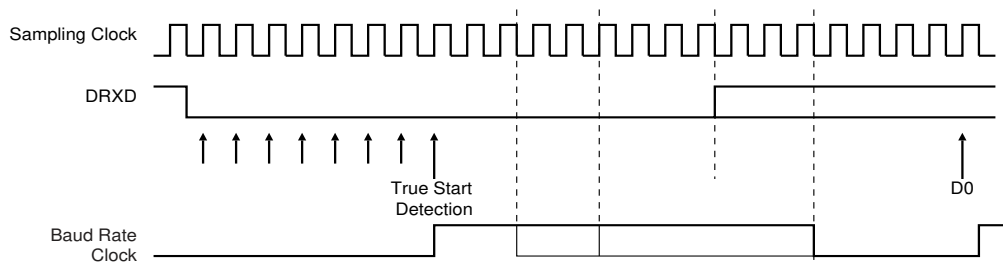 Sampling Clock
DRXD
True Start
Detection
D0
Baud Rate
Clock